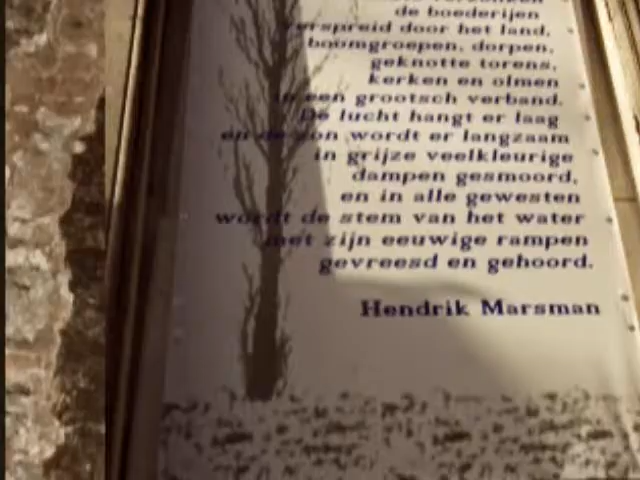 de boederijen
verspreid door het land,
boomgroepen, dorpen,
geknotte torens,
kerken en olmen
in een grootsch verband.
De lucht hangt er laag
en de zon wordt er langzaam
in grijze veelkleurige
dampen gesmoord,
en in alle gewesten
wordt de stem van het water
met zijn eeuwige rampen
gevreesd en gehoord.
Hendrik Marsman